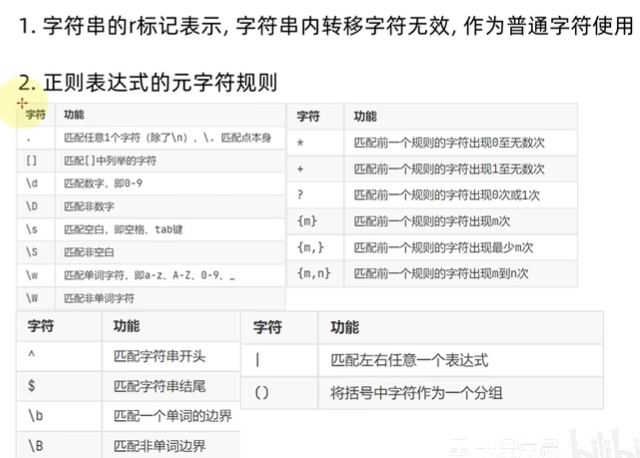 1. 字符串的r标记表示, 字符串内转移字符无效, 作为普通字符使用
2. 正则表达式的元字符规则
字符 功能
. 匹配任意1个字符（除了\n）, \. 匹配点本身
[] 匹配[]中列举的字符
\d 匹配数字, 即0-9
\D 匹配非数字
\s 匹配空白, 即空格、tab键
\S 匹配非空白
\w 匹配单词字符, 即a-z、A-Z、0-9、_
\W 匹配非单词字符
字符 功能
* 匹配前一个规则的字符出现0至无数次
+ 匹配前一个规则的字符出现1至无数次
? 匹配前一个规则的字符出现0次或1次
{m} 匹配前一个规则的字符出现m次
{m,} 匹配前一个规则的字符出现最少m次
{m,n} 匹配前一个规则的字符出现m到n次
字符 功能
^ 匹配字符串开头
$ 匹配字符串结尾
\b 匹配一个单词的边界
\B 匹配非单词边界
字符 功能
| 匹配左右任意一个表达式
() 将括号中字符作为一个分组
bilibili